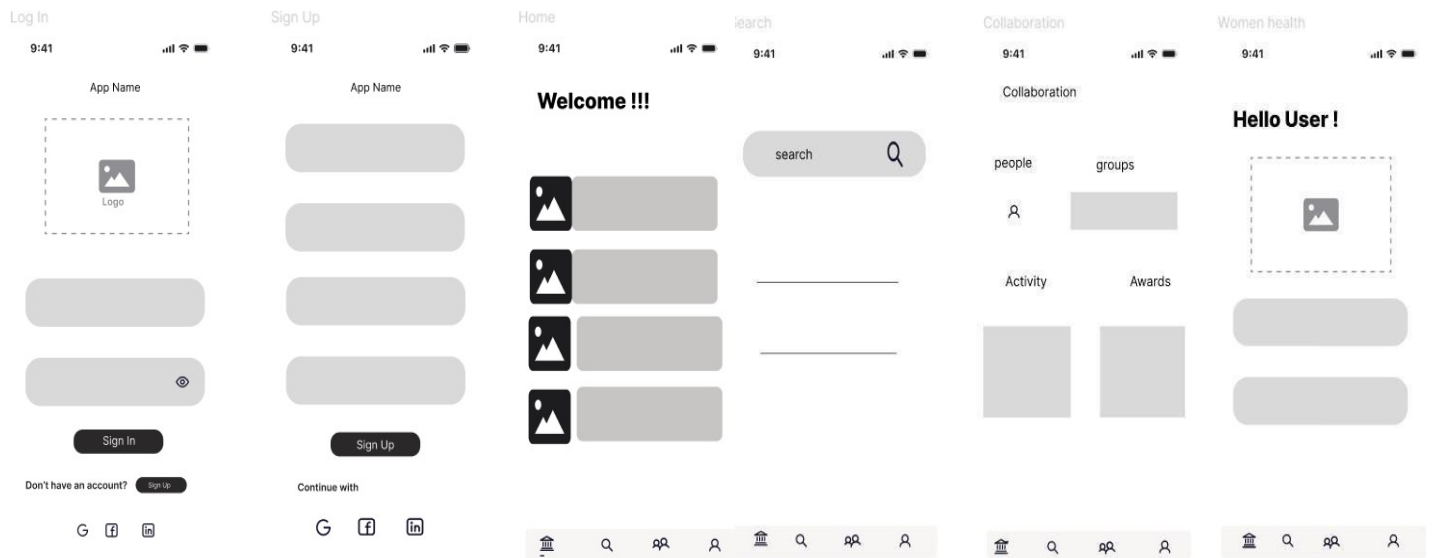 Log In
9:41
App Name
Logo
Sign In
Don't have an account?
Sign Up
Sign Up
9:41
App Name
Sign Up
Continue with
Home
9:41
Welcome !!!
earch
9:41
search
Collaboration
9:41
Collaboration
people
groups
Activity
Awards
Women health
9:41
Hello User !